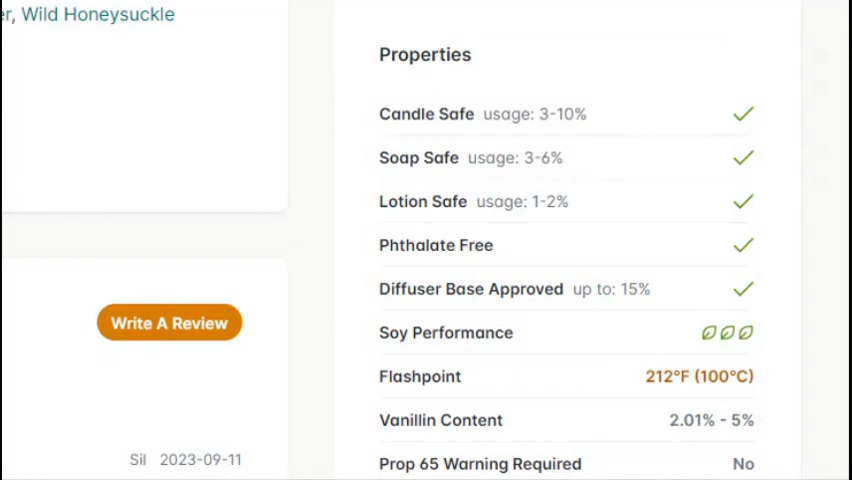 Wild Honeysuckle
Properties
Candle Safe usage: 3-10%
Soap Safe usage: 3-6%
Lotion Safe usage: 1-2%
Phthalate Free
Diffuser Base Approved up to: 15%
Write A Review
Soy Performance
Flashpoint 212°F (100°C)
Vanillin Content 2.01% - 5%
Sil 2023-09-11
Prop 65 Warning Required No